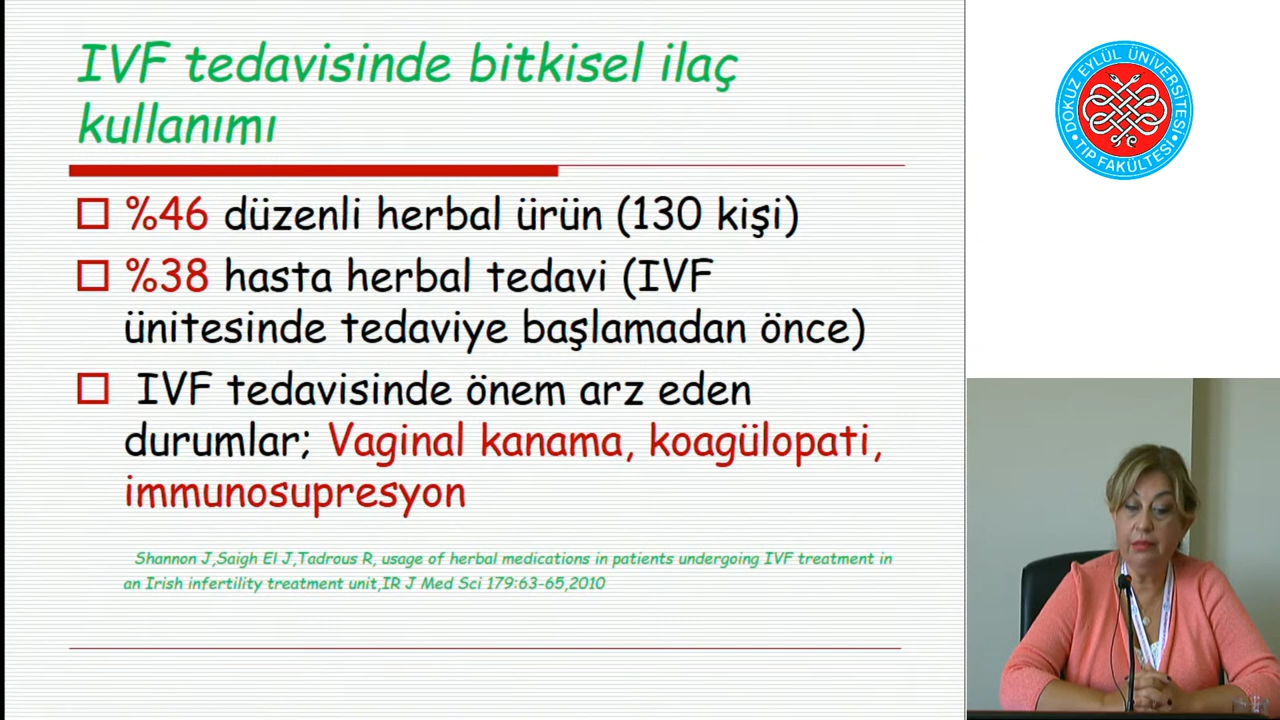 IVF tedavisinde bitkisel ilaç
kullanımı
%46 düzenli herbal ürün (130 kişi)
%38 hasta herbal tedavi (IVF
ünitesinde tedaviye başlamadan önce)
IVF tedavisinde önem arz eden
durumlar; Vaginal kanama, koagülopati,
immunosupresyon
Shannon J,Saigh El J,Tadrous R, usage of herbal medications in patients undergoing IVF treatment in
an Irish infertility treatment unit,IR J Med Sci 179:63-65,2010
DOKUZ EYLÜL ÜNİVERSİTESİ
• TIP FAKÜLTESİ •